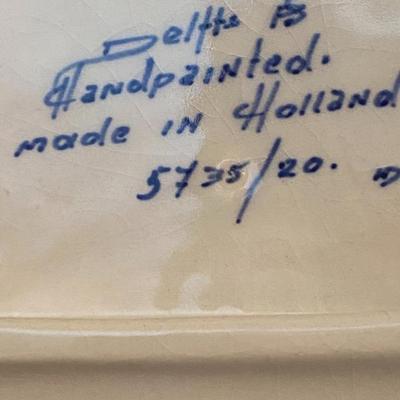 Delfts B
Handpainted.
made in Holland
5735/20.